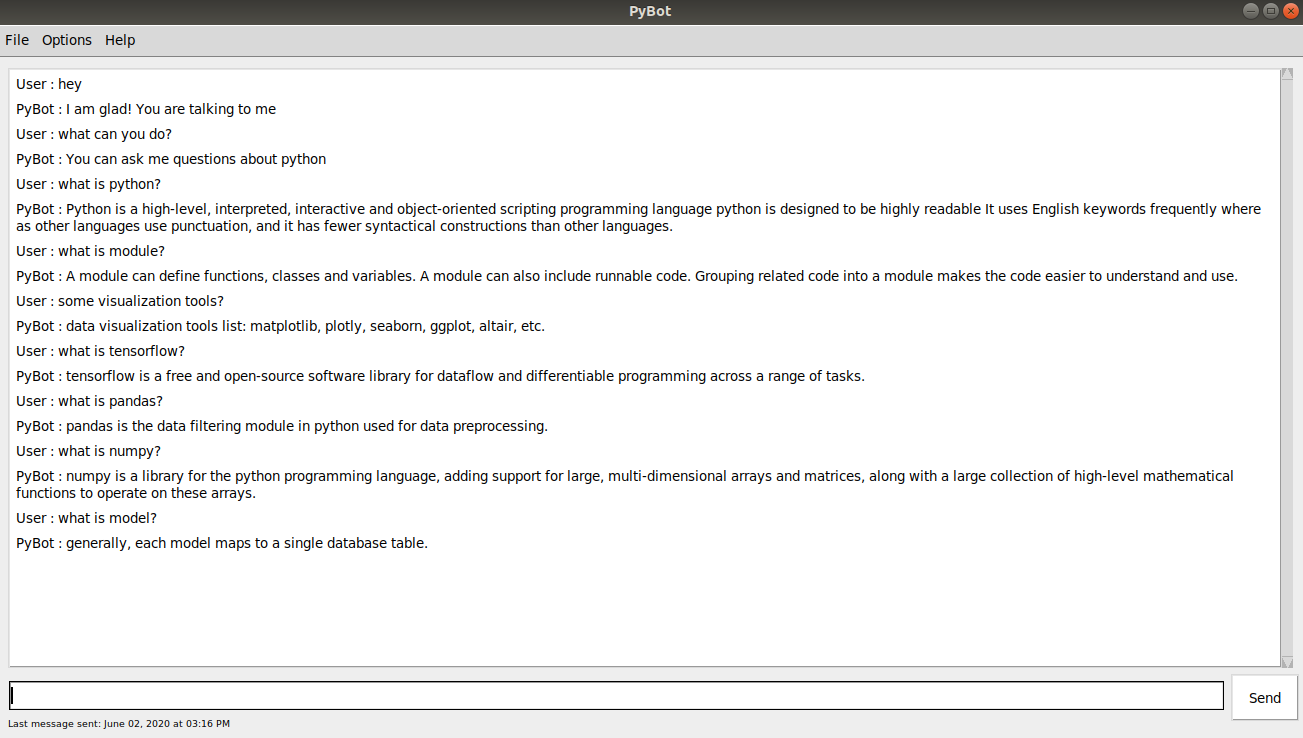 PyBot
File Options Help
User : hey
PyBot : I am glad! You are talking to me
User : what can you do?
PyBot : You can ask me questions about python
User : what is python?
PyBot : Python is a high-level, interpreted, interactive and object-oriented scripting programming language python is designed to be highly readable It uses English keywords frequently where
as other languages use punctuation, and it has fewer syntactical constructions than other languages.
User : what is module?
PyBot : A module can define functions, classes and variables. A module can also include runnable code. Grouping related code into a module makes the code easier to understand and use.
User : some visualization tools?
PyBot : data visualization tools list: matplotlib, plotly, seaborn, ggplot, altair, etc.
User : what is tensorflow?
PyBot : tensorflow is a free and open-source software library for dataflow and differentiable programming across a range of tasks.
User : what is pandas?
PyBot : pandas is the data filtering module in python used for data preprocessing.
User : what is numpy?
PyBot : numpy is a library for the python programming language, adding support for large, multi-dimensional arrays and matrices, along with a large collection of high-level mathematical
functions to operate on these arrays.
User : what is model?
PyBot : generally, each model maps to a single database table.
Send
Last message sent: June 02, 2020 at 03:16 PM